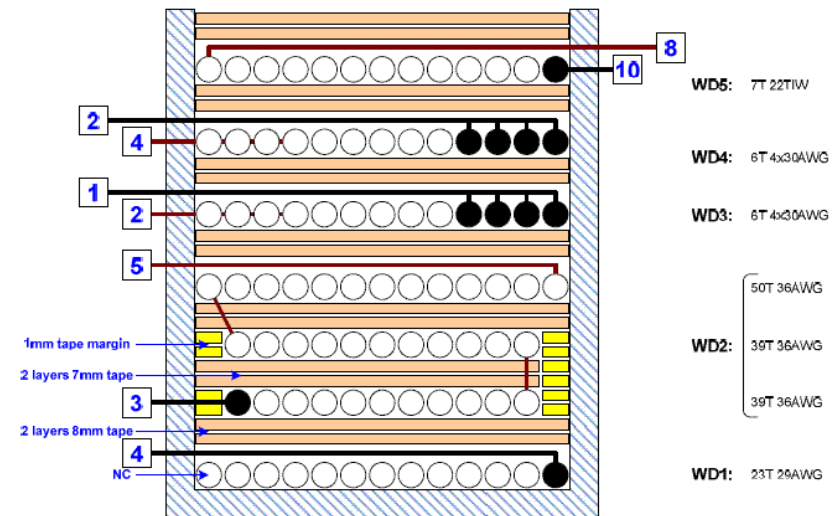 8
10
WD5: 7T 22TIW
2
4
WD4: 6T 4x30AWG
1
2
WD3: 6T 4x30AWG
5
50T 36AWG
1mm tape margin
WD2: 39T 36AWG
2 layers 7mm tape
3
39T 36AWG
2 layers 8mm tape
4
NC
WD1: 23T 29AWG